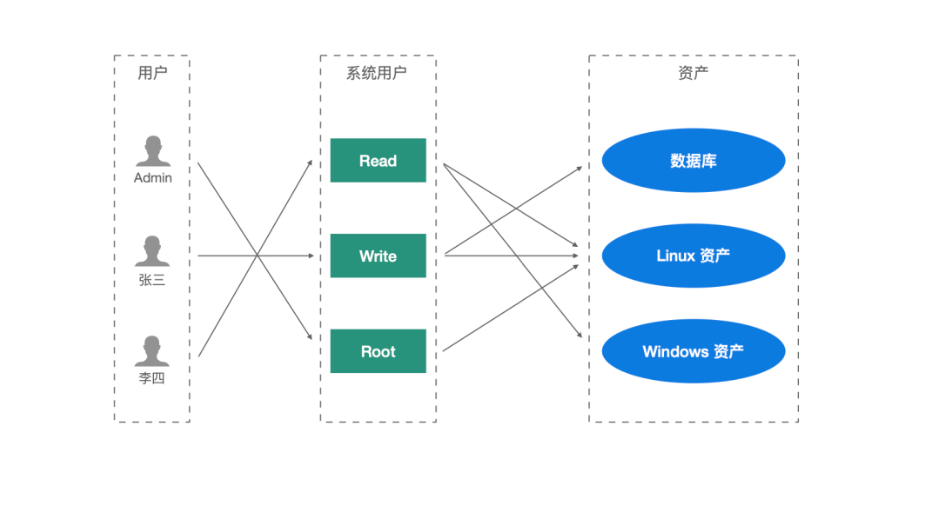 用户
Admin
张三
李四
系统用户
Read
Write
Root
资产
数据库
Linux 资产
Windows 资产